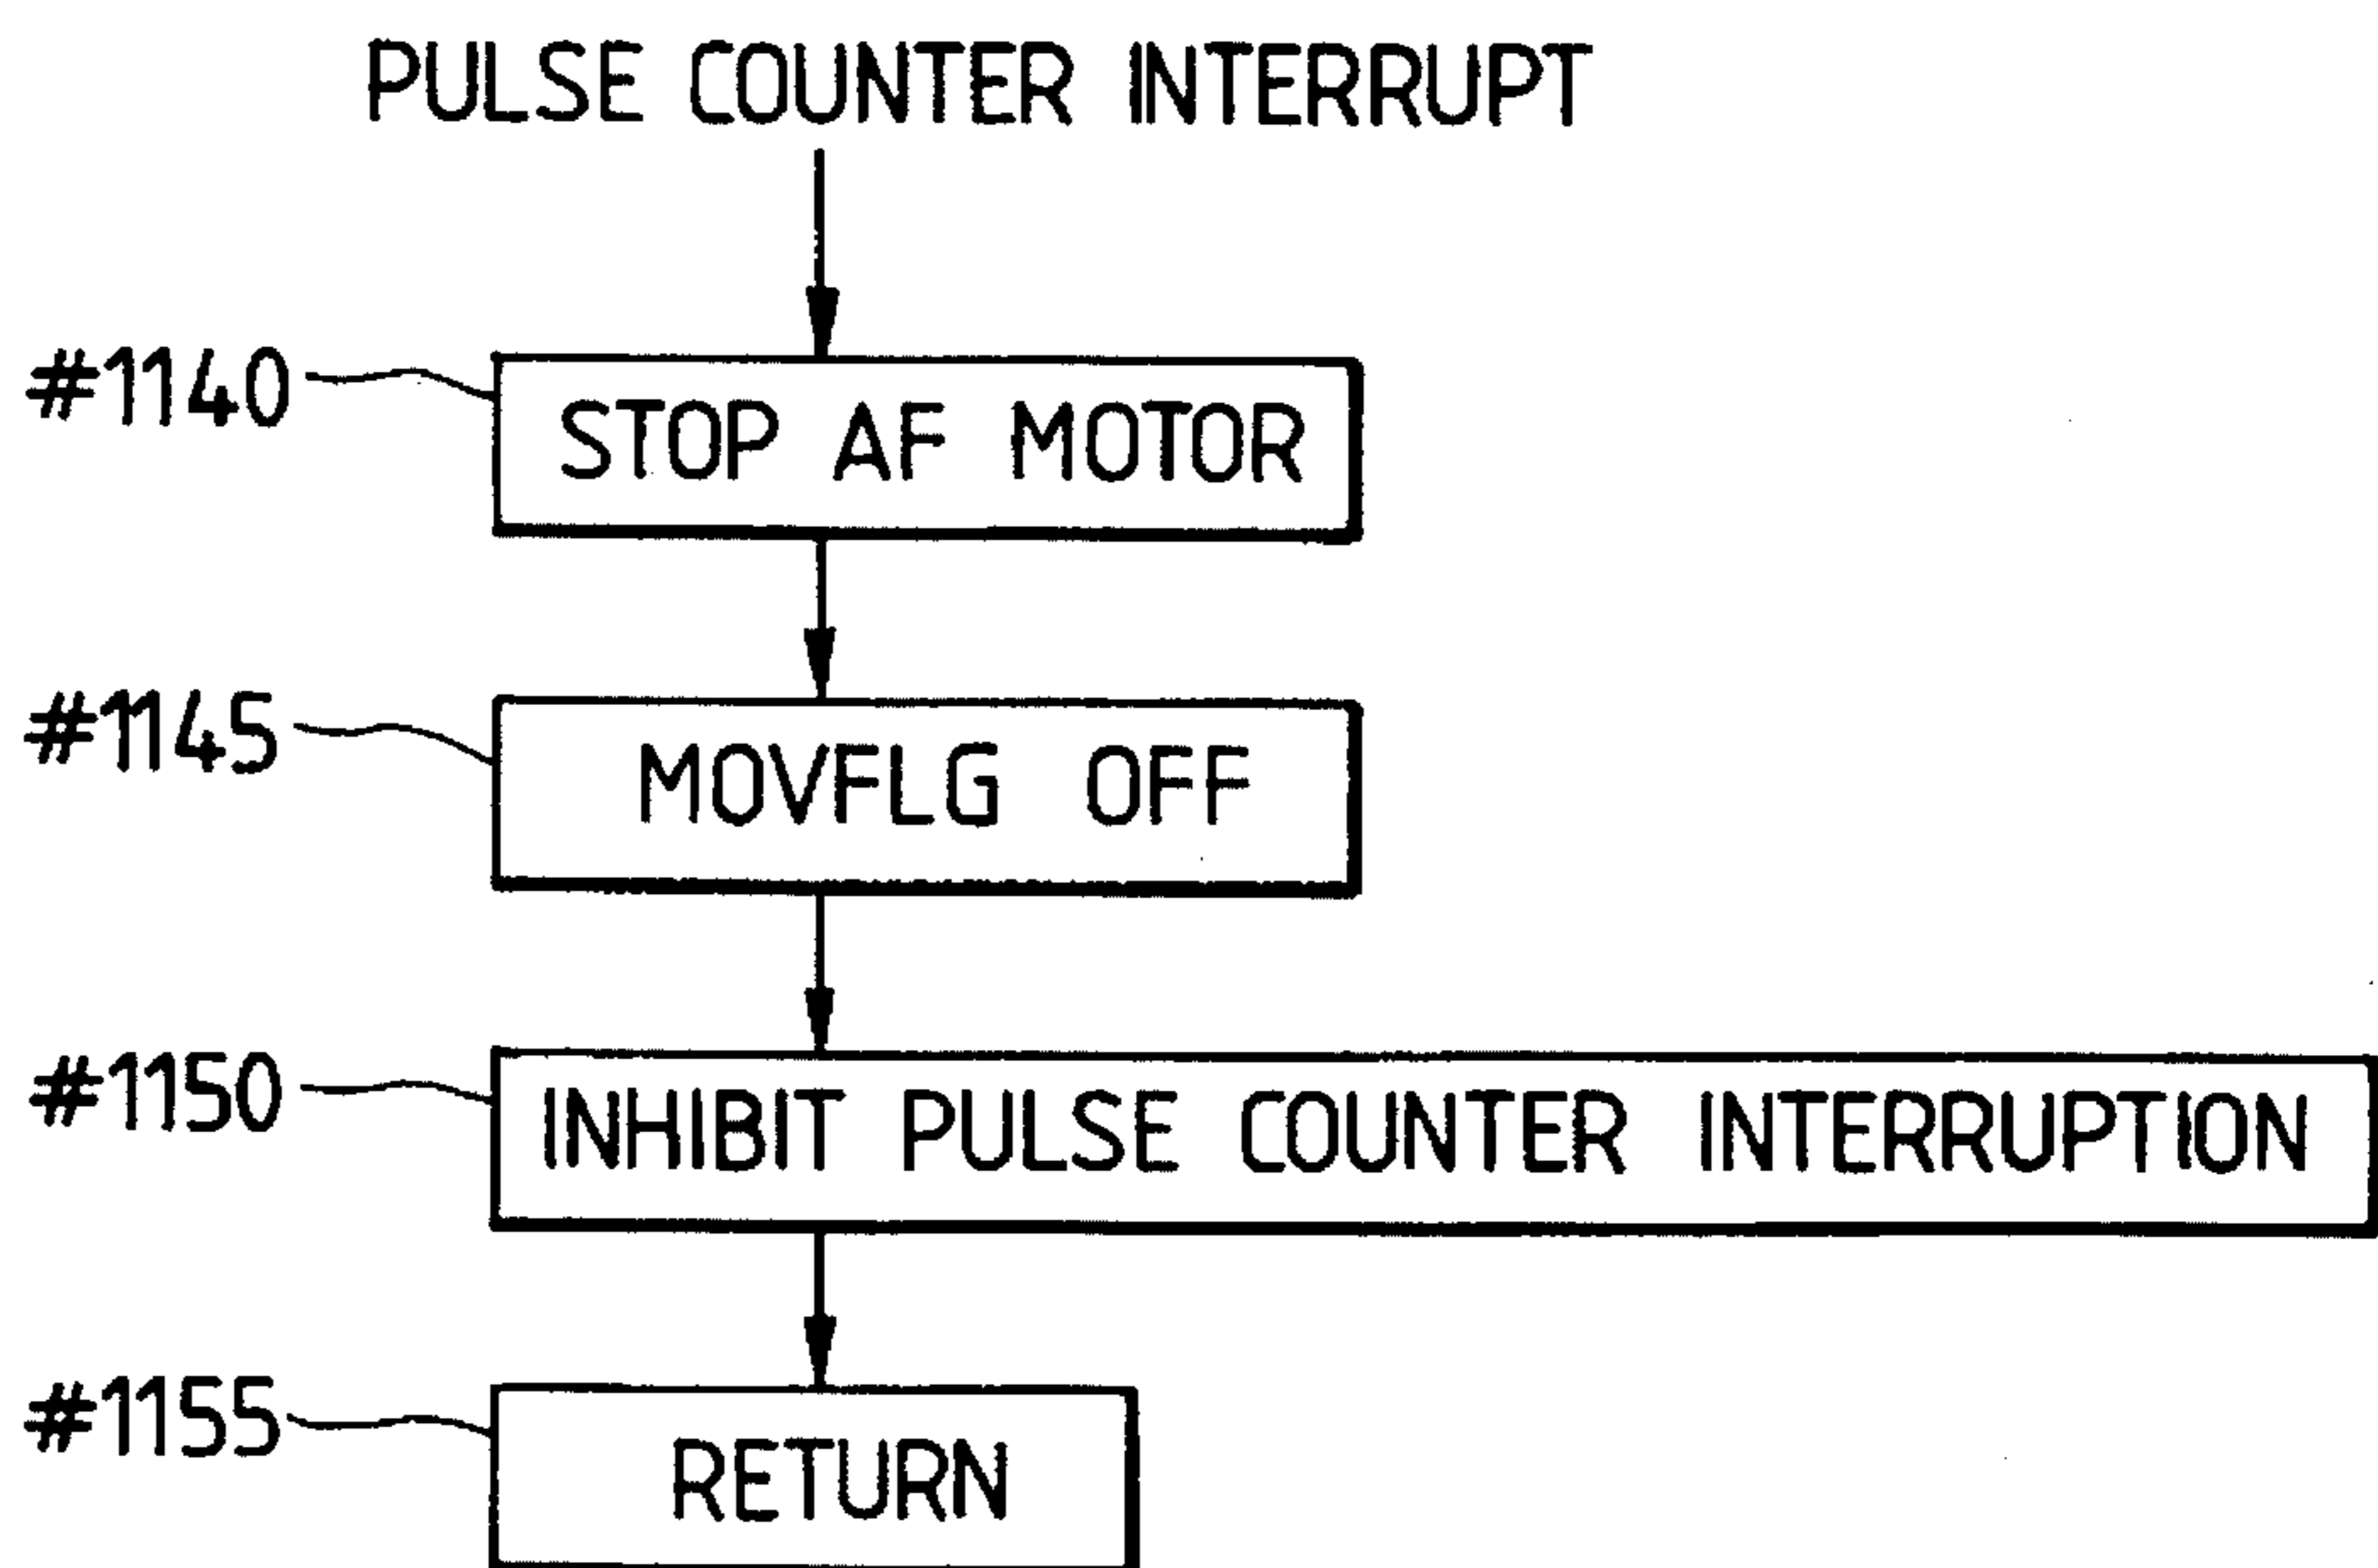 PULSE COUNTER INTERRUPT
#1140
STOP AF MOTOR
#1145
MOVFLG OFF
#1150
INHIBIT PULSE COUNTER INTERRUPTION
#1155
RETURN